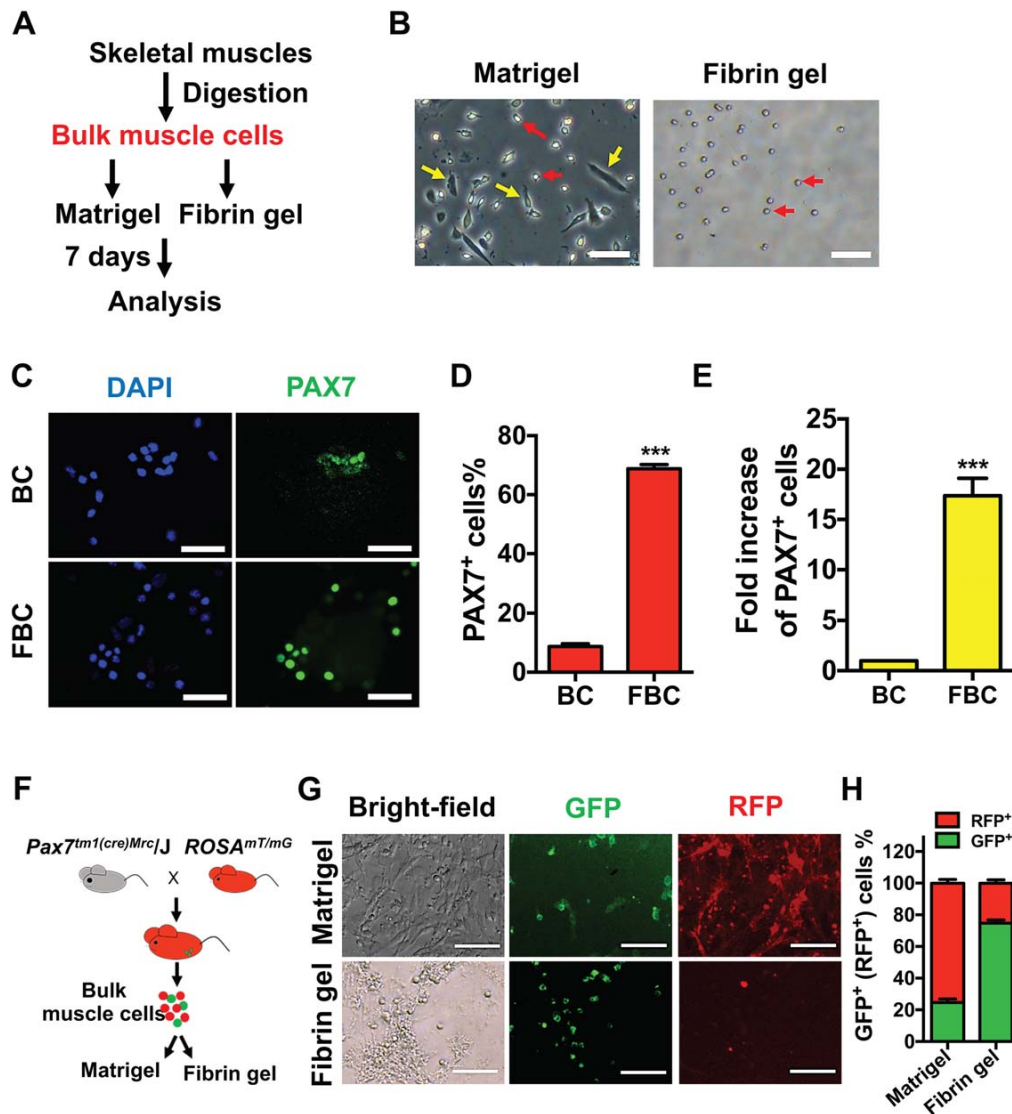 A
Skeletal muscles
Digestion
Bulk muscle cells
Matrigel Fibrin gel
7 days
Analysis
B
Matrigel Fibrin gel
C
DAPI PAX7
BC
FBC
D
PAX7+ cells%
80
60
40
20
0
BC FBC
***
E
Fold increase
of PAX7+ cells
25
20
15
10
5
0
BC FBC
***
F
Pax7tm1(cre)Mrc/J ROSAmT/mG
X
Bulk
muscle cells
Matrigel Fibrin gel
G
Bright-field GFP RFP
Matrigel
Fibrin gel
H
RFP+
GFP+
GFP+ (RFP+) cells %
120
100
80
60
40
20
0
Matrigel
Fibrin gel